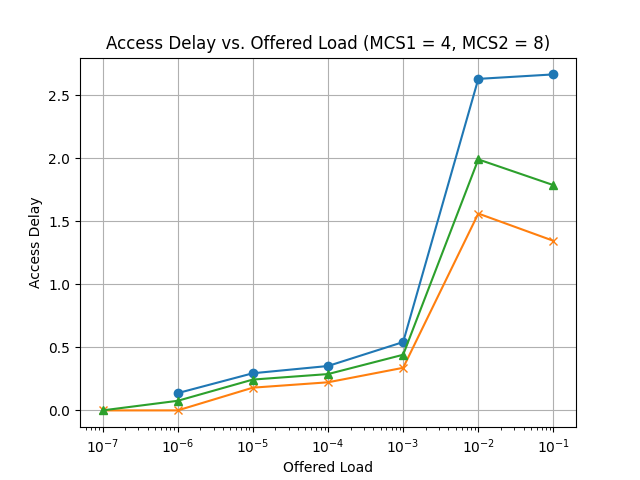 Access Delay vs. Offered Load (MCS1 = 4, MCS2 = 8)
2.5
2.0
1.5
1.0
0.5
0.0
Access Delay
10⁻⁷ 10⁻⁶ 10⁻⁵ 10⁻⁴ 10⁻³ 10⁻² 10⁻¹
Offered Load